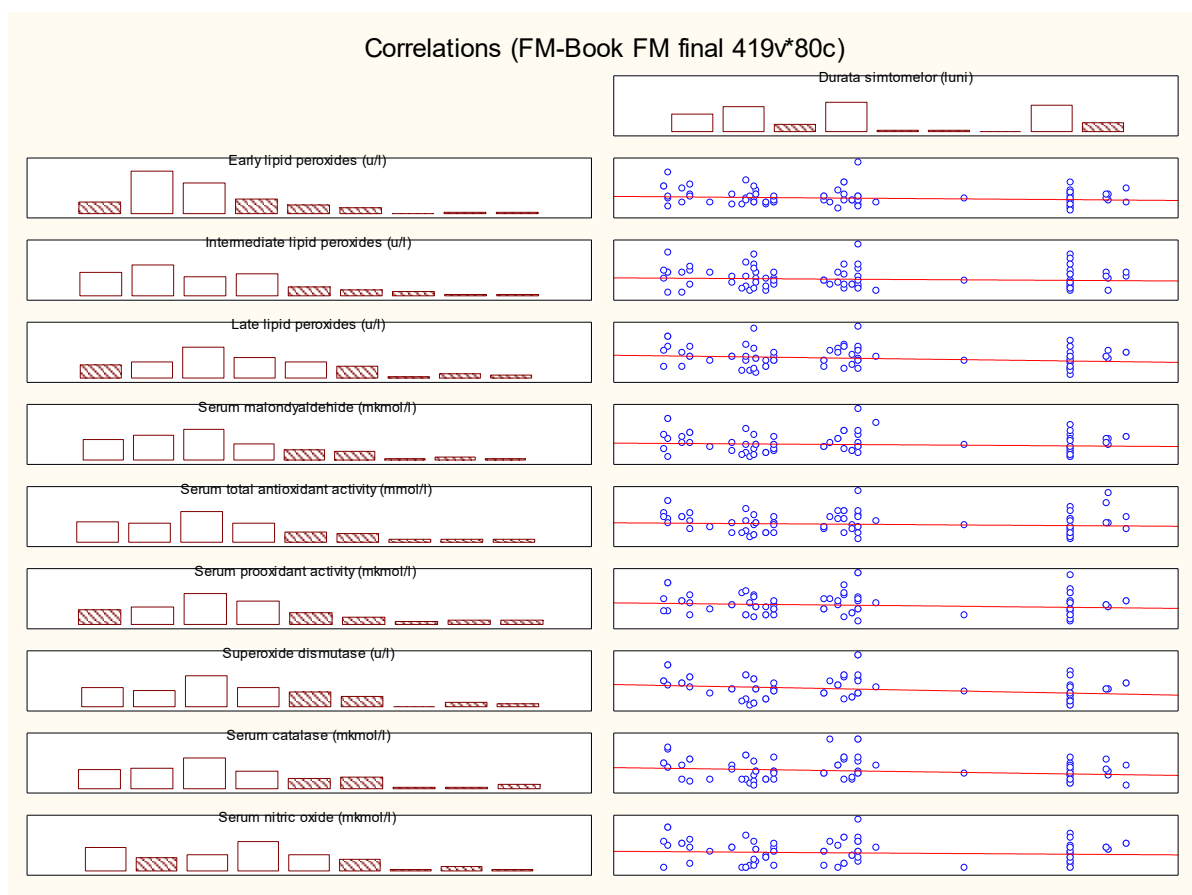 Correlations (FM-Book FM final 419v*80c)
Durata simtomelor (luni)
Early lipid peroxides (u/l)
Intermediate lipid peroxides (u/l)
Late lipid peroxides (u/l)
Serum malondyaldehide (mkmol/l)
Serum total antioxidant activity (mmol/l)
Serum prooxidant activity (mkmol/l)
Superoxide dismutase (u/l)
Serum catalase (mkmol/l)
Serum nitric oxide (mkmol/l)